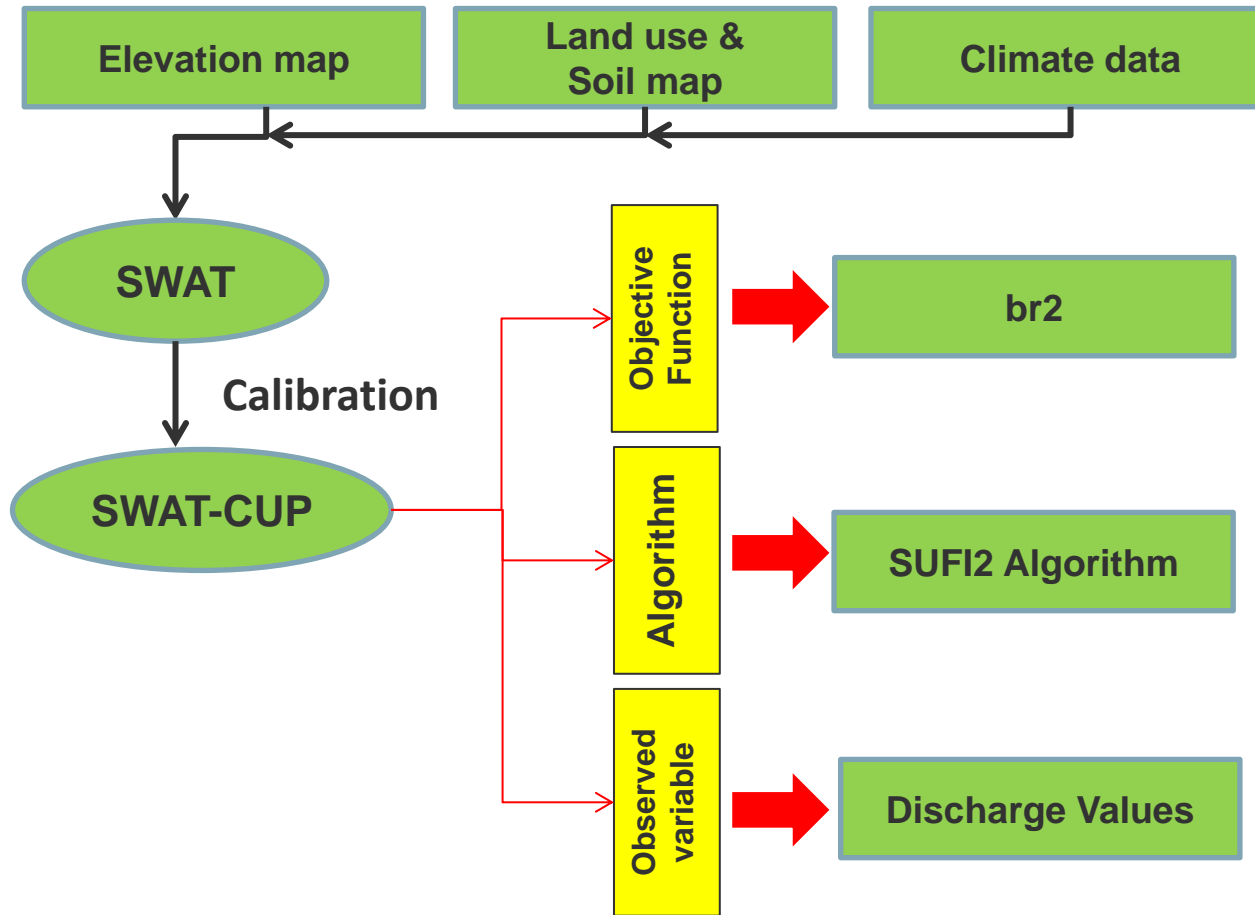 Elevation map
Land use &
Soil map
Climate data
SWAT
Calibration
SWAT-CUP
Objective
Function
br2
Algorithm
SUFI2 Algorithm
Observed
variable
Discharge Values